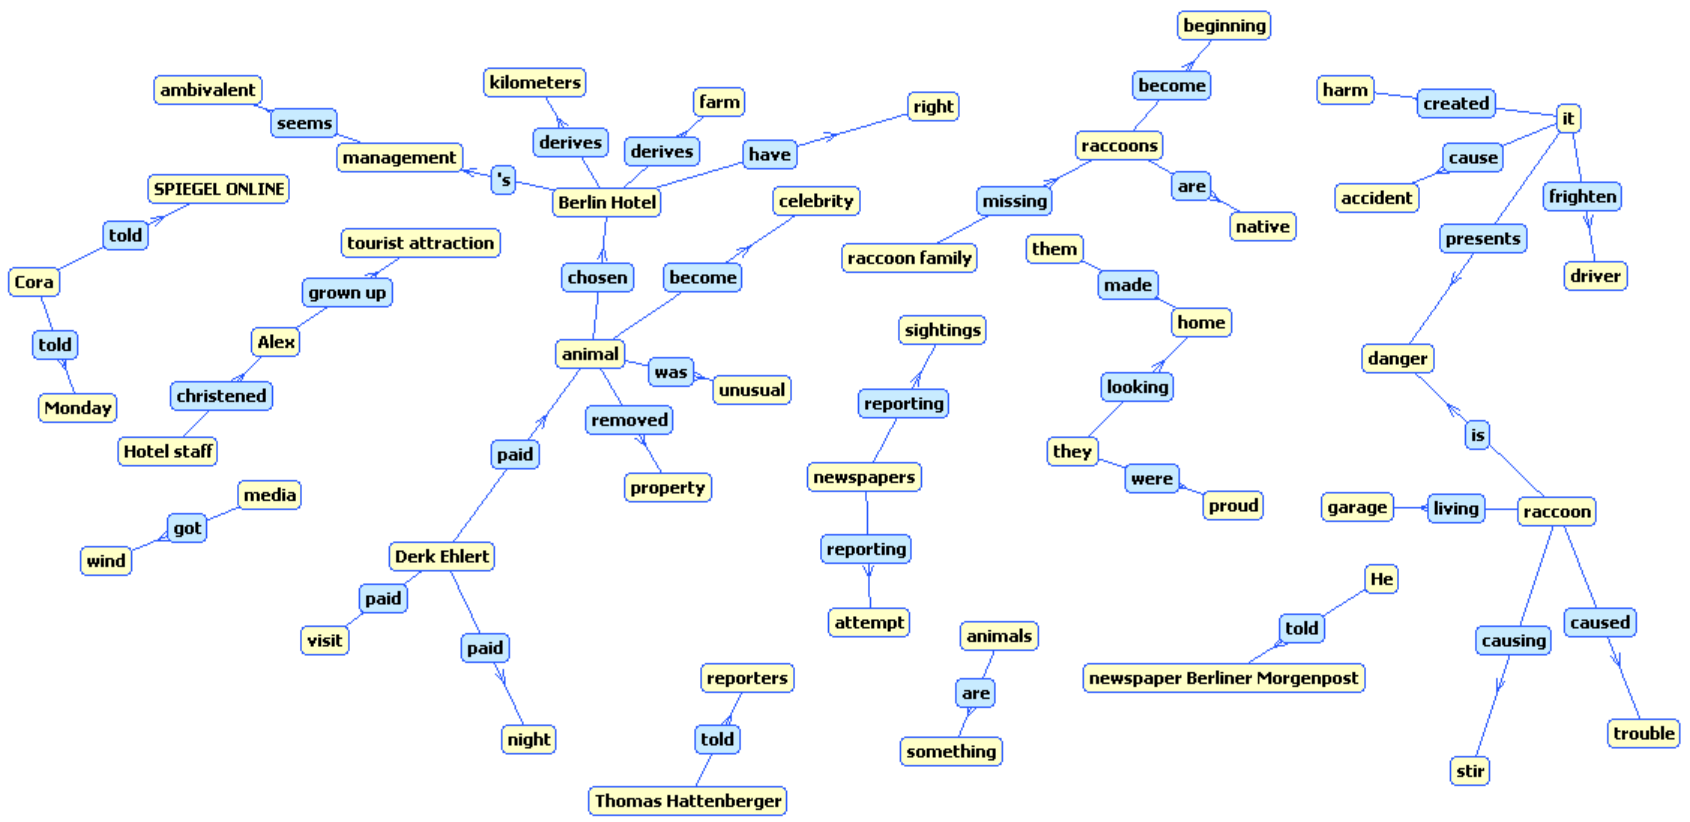 beginning
kilometers
ambivalent
farm
right
become
harm
created
it
seems
derives
derives
have
raccoons
management
's
cause
SPIEGEL ONLINE
Berlin Hotel
celebrity
missing
are
accident
frighten
told
tourist attraction
raccoon family
them
native
presents
driver
Cora
grown up
chosen
become
made
told
Alex
sightings
home
animal
was
unusual
danger
christened
Monday
reporting
looking
Hotel staff
removed
paid
is
they
were
property
newspapers
proud
media
got
wind
garage
living
raccoon
Derk Ehlert
reporting
paid
visit
paid
attempt
He
told
causing
caused
animals
newspaper Berliner Morgenpost
reporters
are
night
told
something
trouble
stir
Thomas Hattenberger